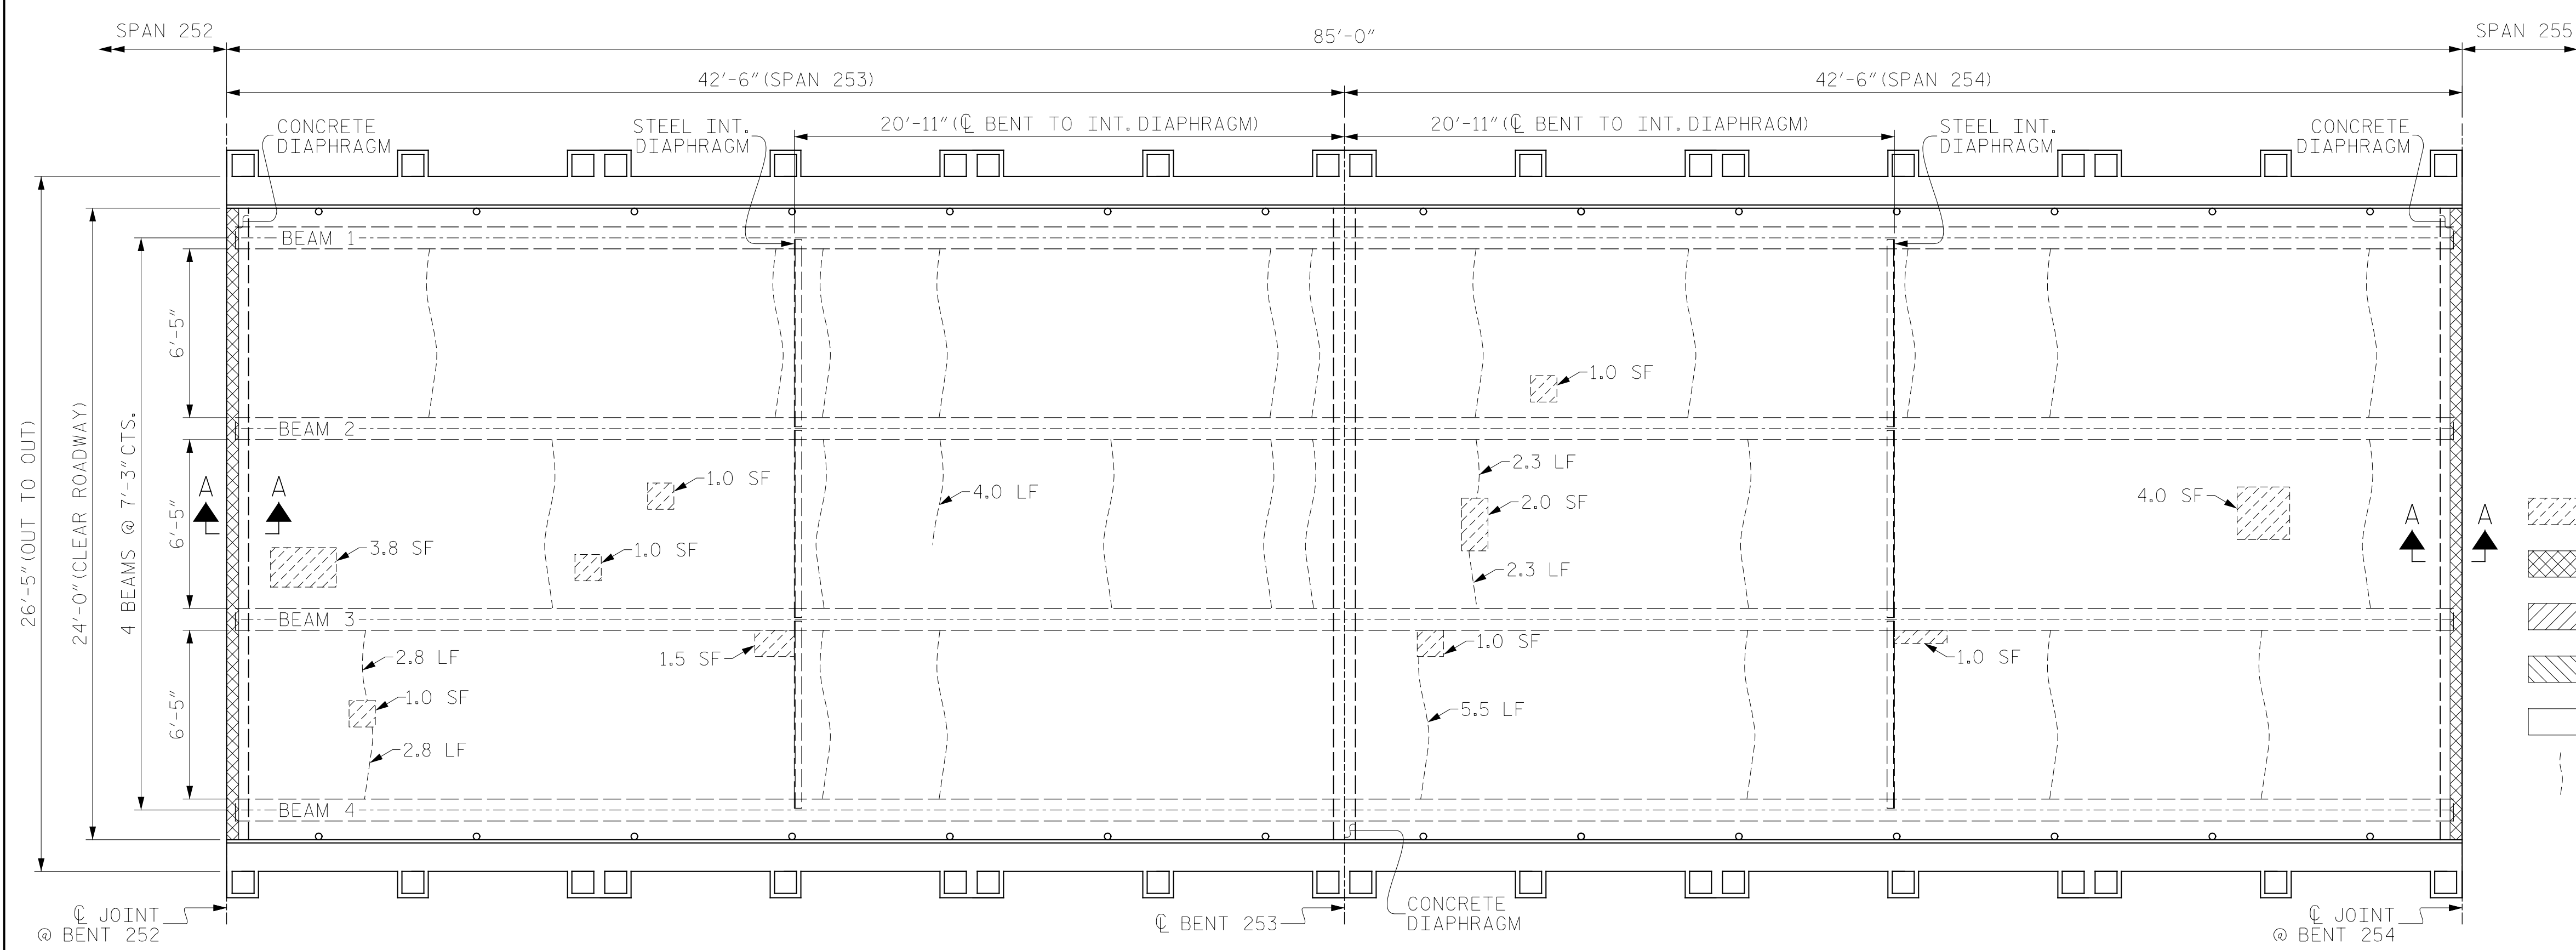 SPAN 252
85'-0"
SPAN 255
42'-6" (SPAN 253)
42'-6" (SPAN 254)
CONCRETE
DIAPHRAGM
STEEL INT.
DIAPHRAGM
20'-11" (℄ BENT TO INT. DIAPHRAGM)
20'-11" (℄ BENT TO INT. DIAPHRAGM)
STEEL INT.
DIAPHRAGM
CONCRETE
DIAPHRAGM
BEAM 1
26'-5" (OUT TO OUT)
24'-0" (CLEAR ROADWAY)
4 BEAMS @ 7'-3" CTS.
6'-5"
1.0 SF
BEAM 2
6'-5"
A
A
1.0 SF
4.0 LF
2.3 LF
2.0 SF
4.0 SF
A
A
3.8 SF
1.0 SF
2.3 LF
BEAM 3
6'-5"
2.8 LF
1.5 SF
1.0 SF
1.0 SF
1.0 SF
5.5 LF
2.8 LF
BEAM 4
℄ JOINT
@ BENT 252
℄ BENT 253
CONCRETE
DIAPHRAGM
℄ JOINT
@ BENT 254